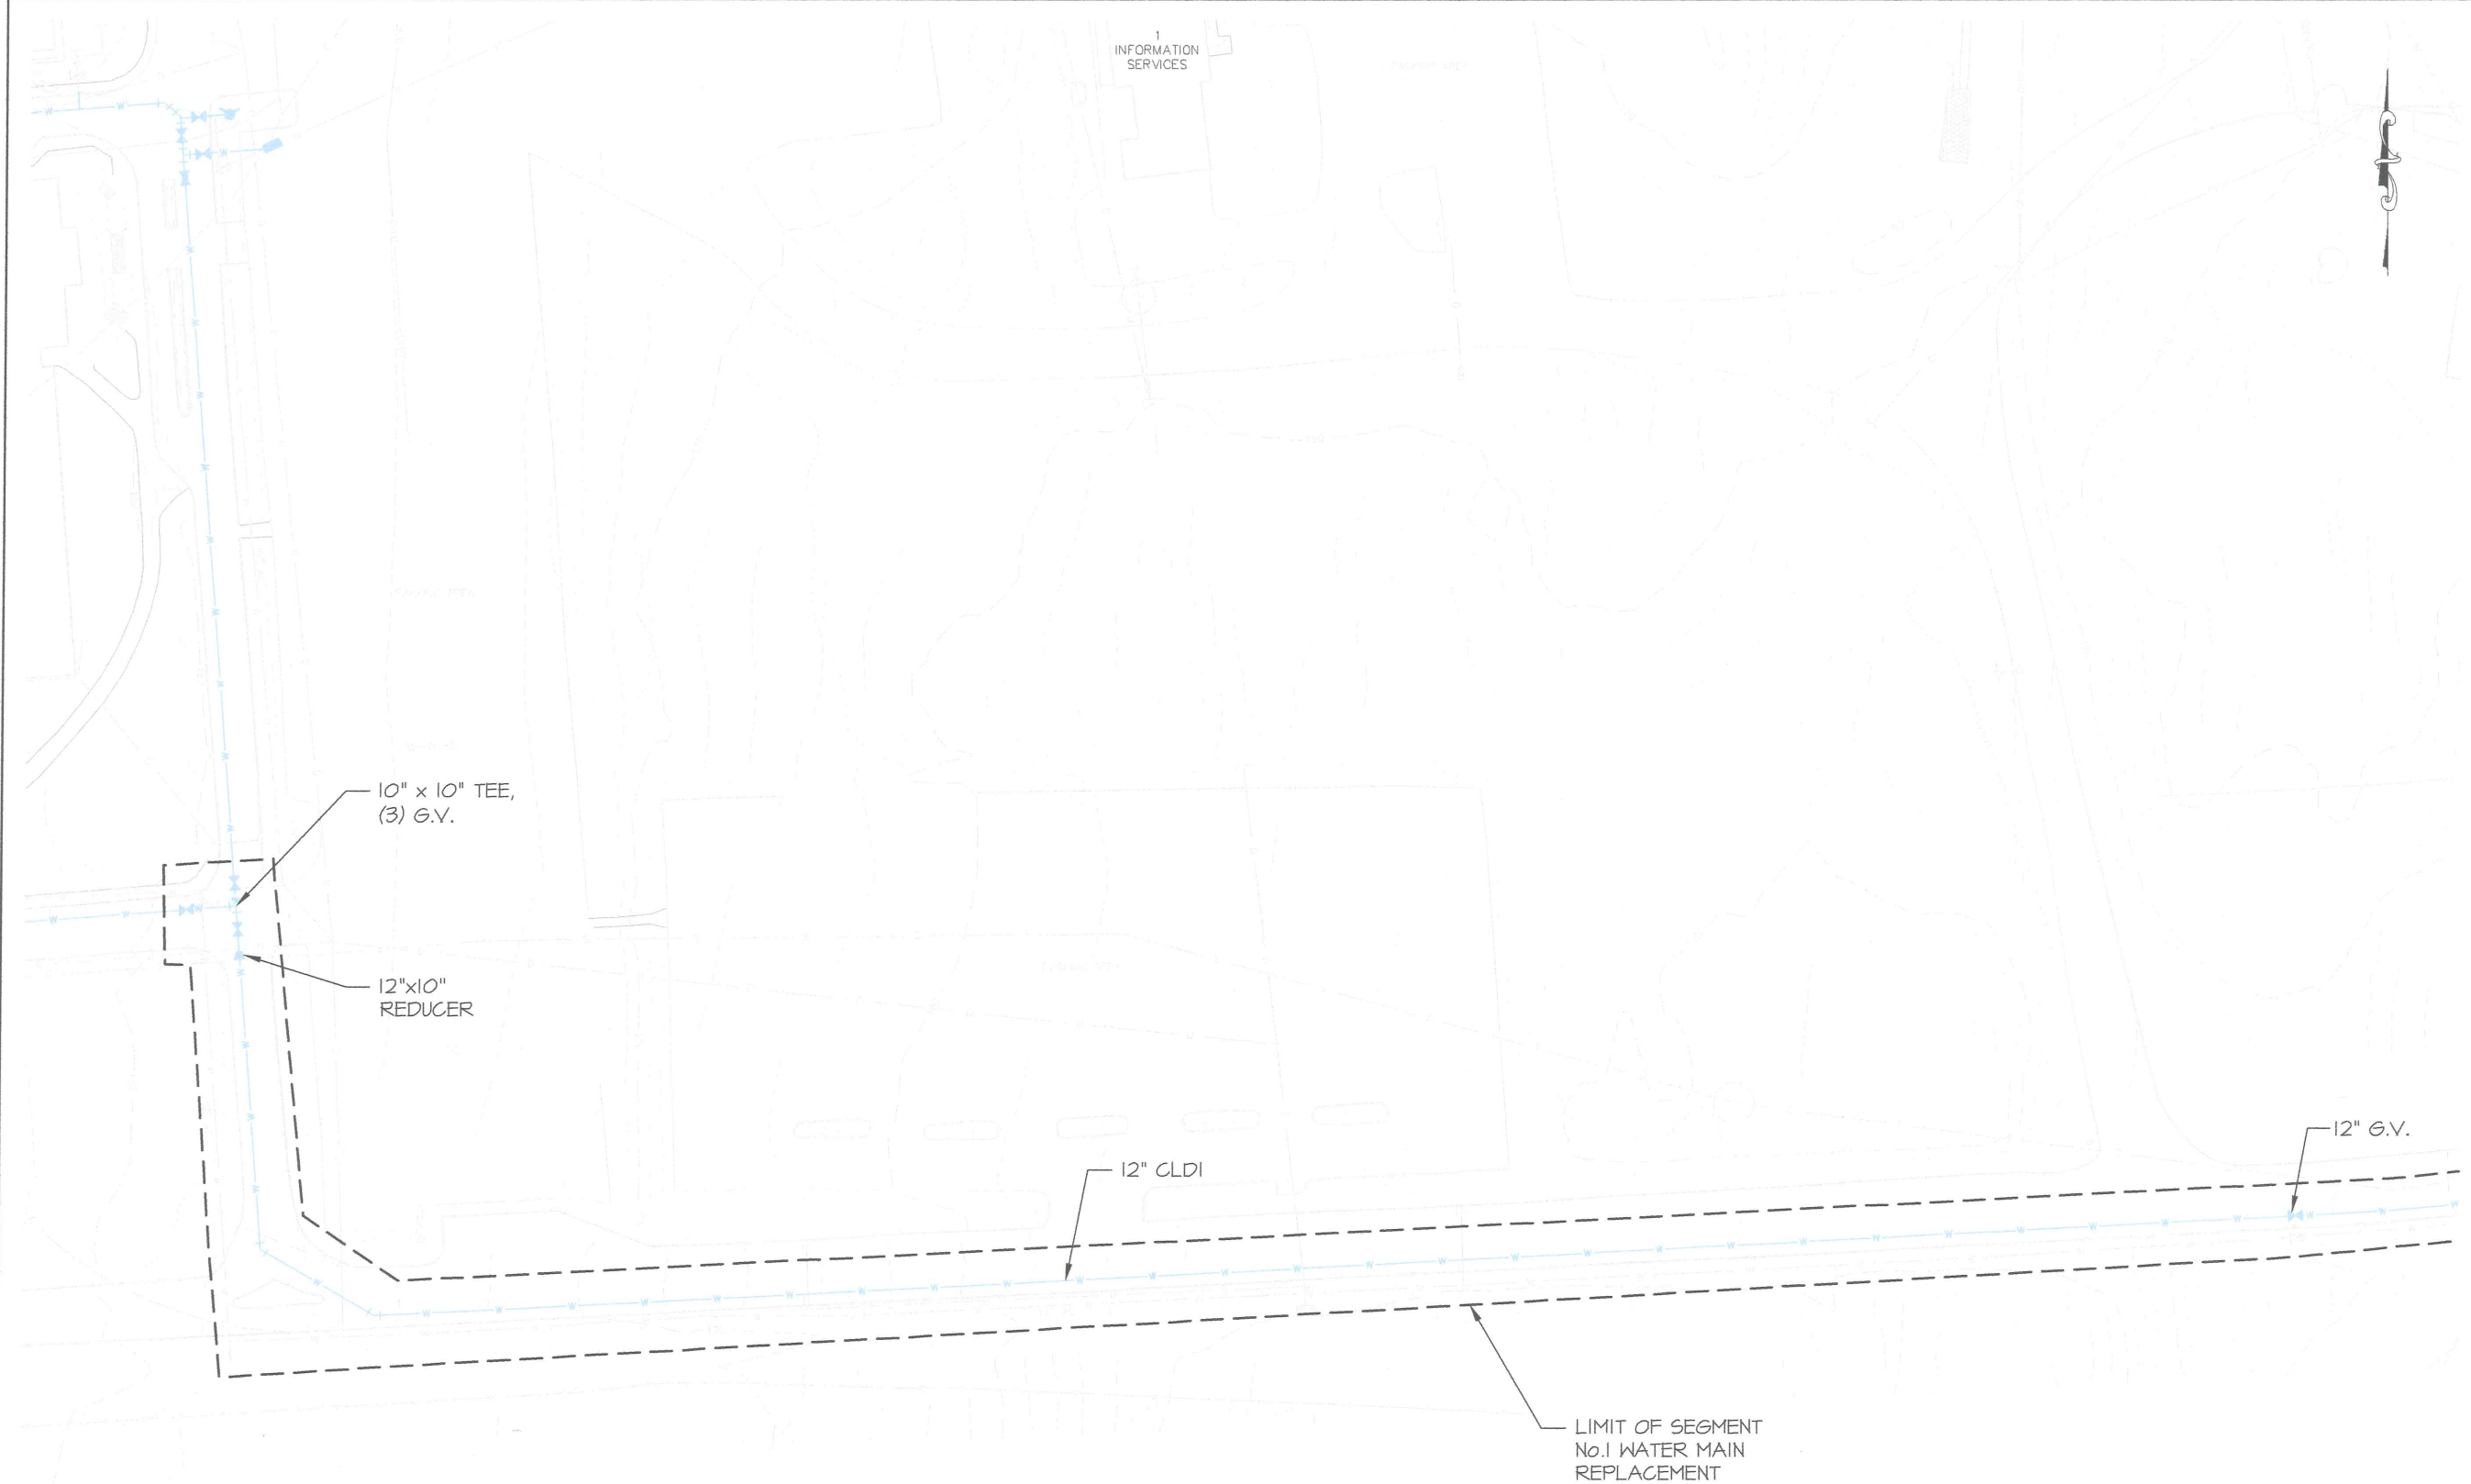 1
INFORMATION
SERVICES
10" x 10" TEE,
(3) G.V.
12"x10"
REDUCER
12" CLDI
12" G.V.
LIMIT OF SEGMENT
No.1 WATER MAIN
REPLACEMENT